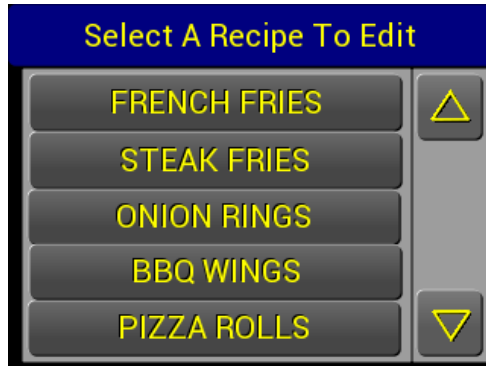 Select A Recipe To Edit
FRENCH FRIES
STEAK FRIES
ONION RINGS
BBQ WINGS
PIZZA ROLLS